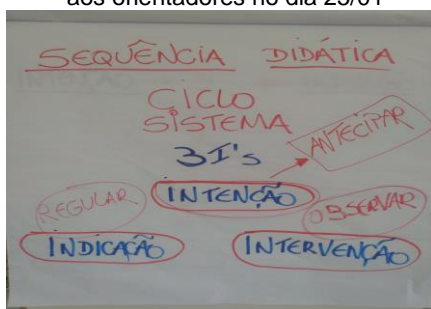 aos orientadores no dia 25/01
SEQUÊNCIA DIDÁTICA
CICLO
SISTEMA
ANTECIPAR
3I's
REGULAR
INTENÇÃO
OBSERVAR
INDICAÇÃO
INTERVENÇÃO